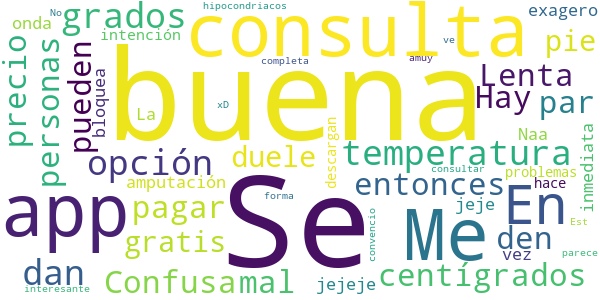 hipocondriacos
onda
No
grados
consulta
exagero
intención
ve
pie
precio
personas
pueden
bloquea
completa
amuy
buena
Lenta
Hay
par
xD
La
Naa
inmediata
descargan
opción
duele
temperatura
consultar
problemas
amputación
entonces
hace
app
Se
Me
En
forma
jeje
pagar
den
Est
gratis
convencio
vez
parece
dan
Confusa
mal
jejeje
centígrados
interesante